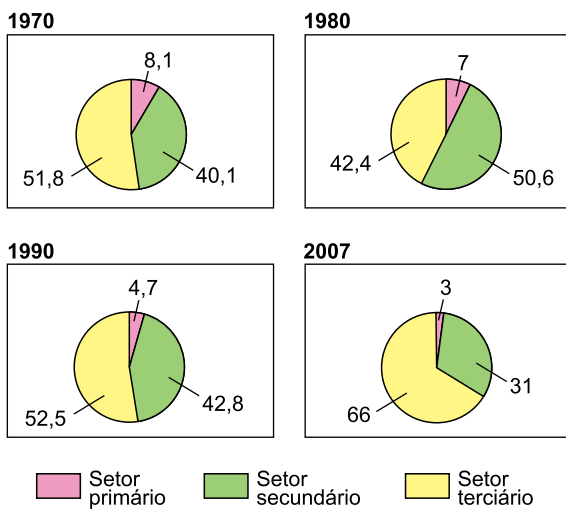 1970
8,1
51,8
40,1
1980
7
42,4
50,6
1990
4,7
52,5
42,8
2007
3
66
31
Setor
primário
Setor
secundário
Setor
terciário